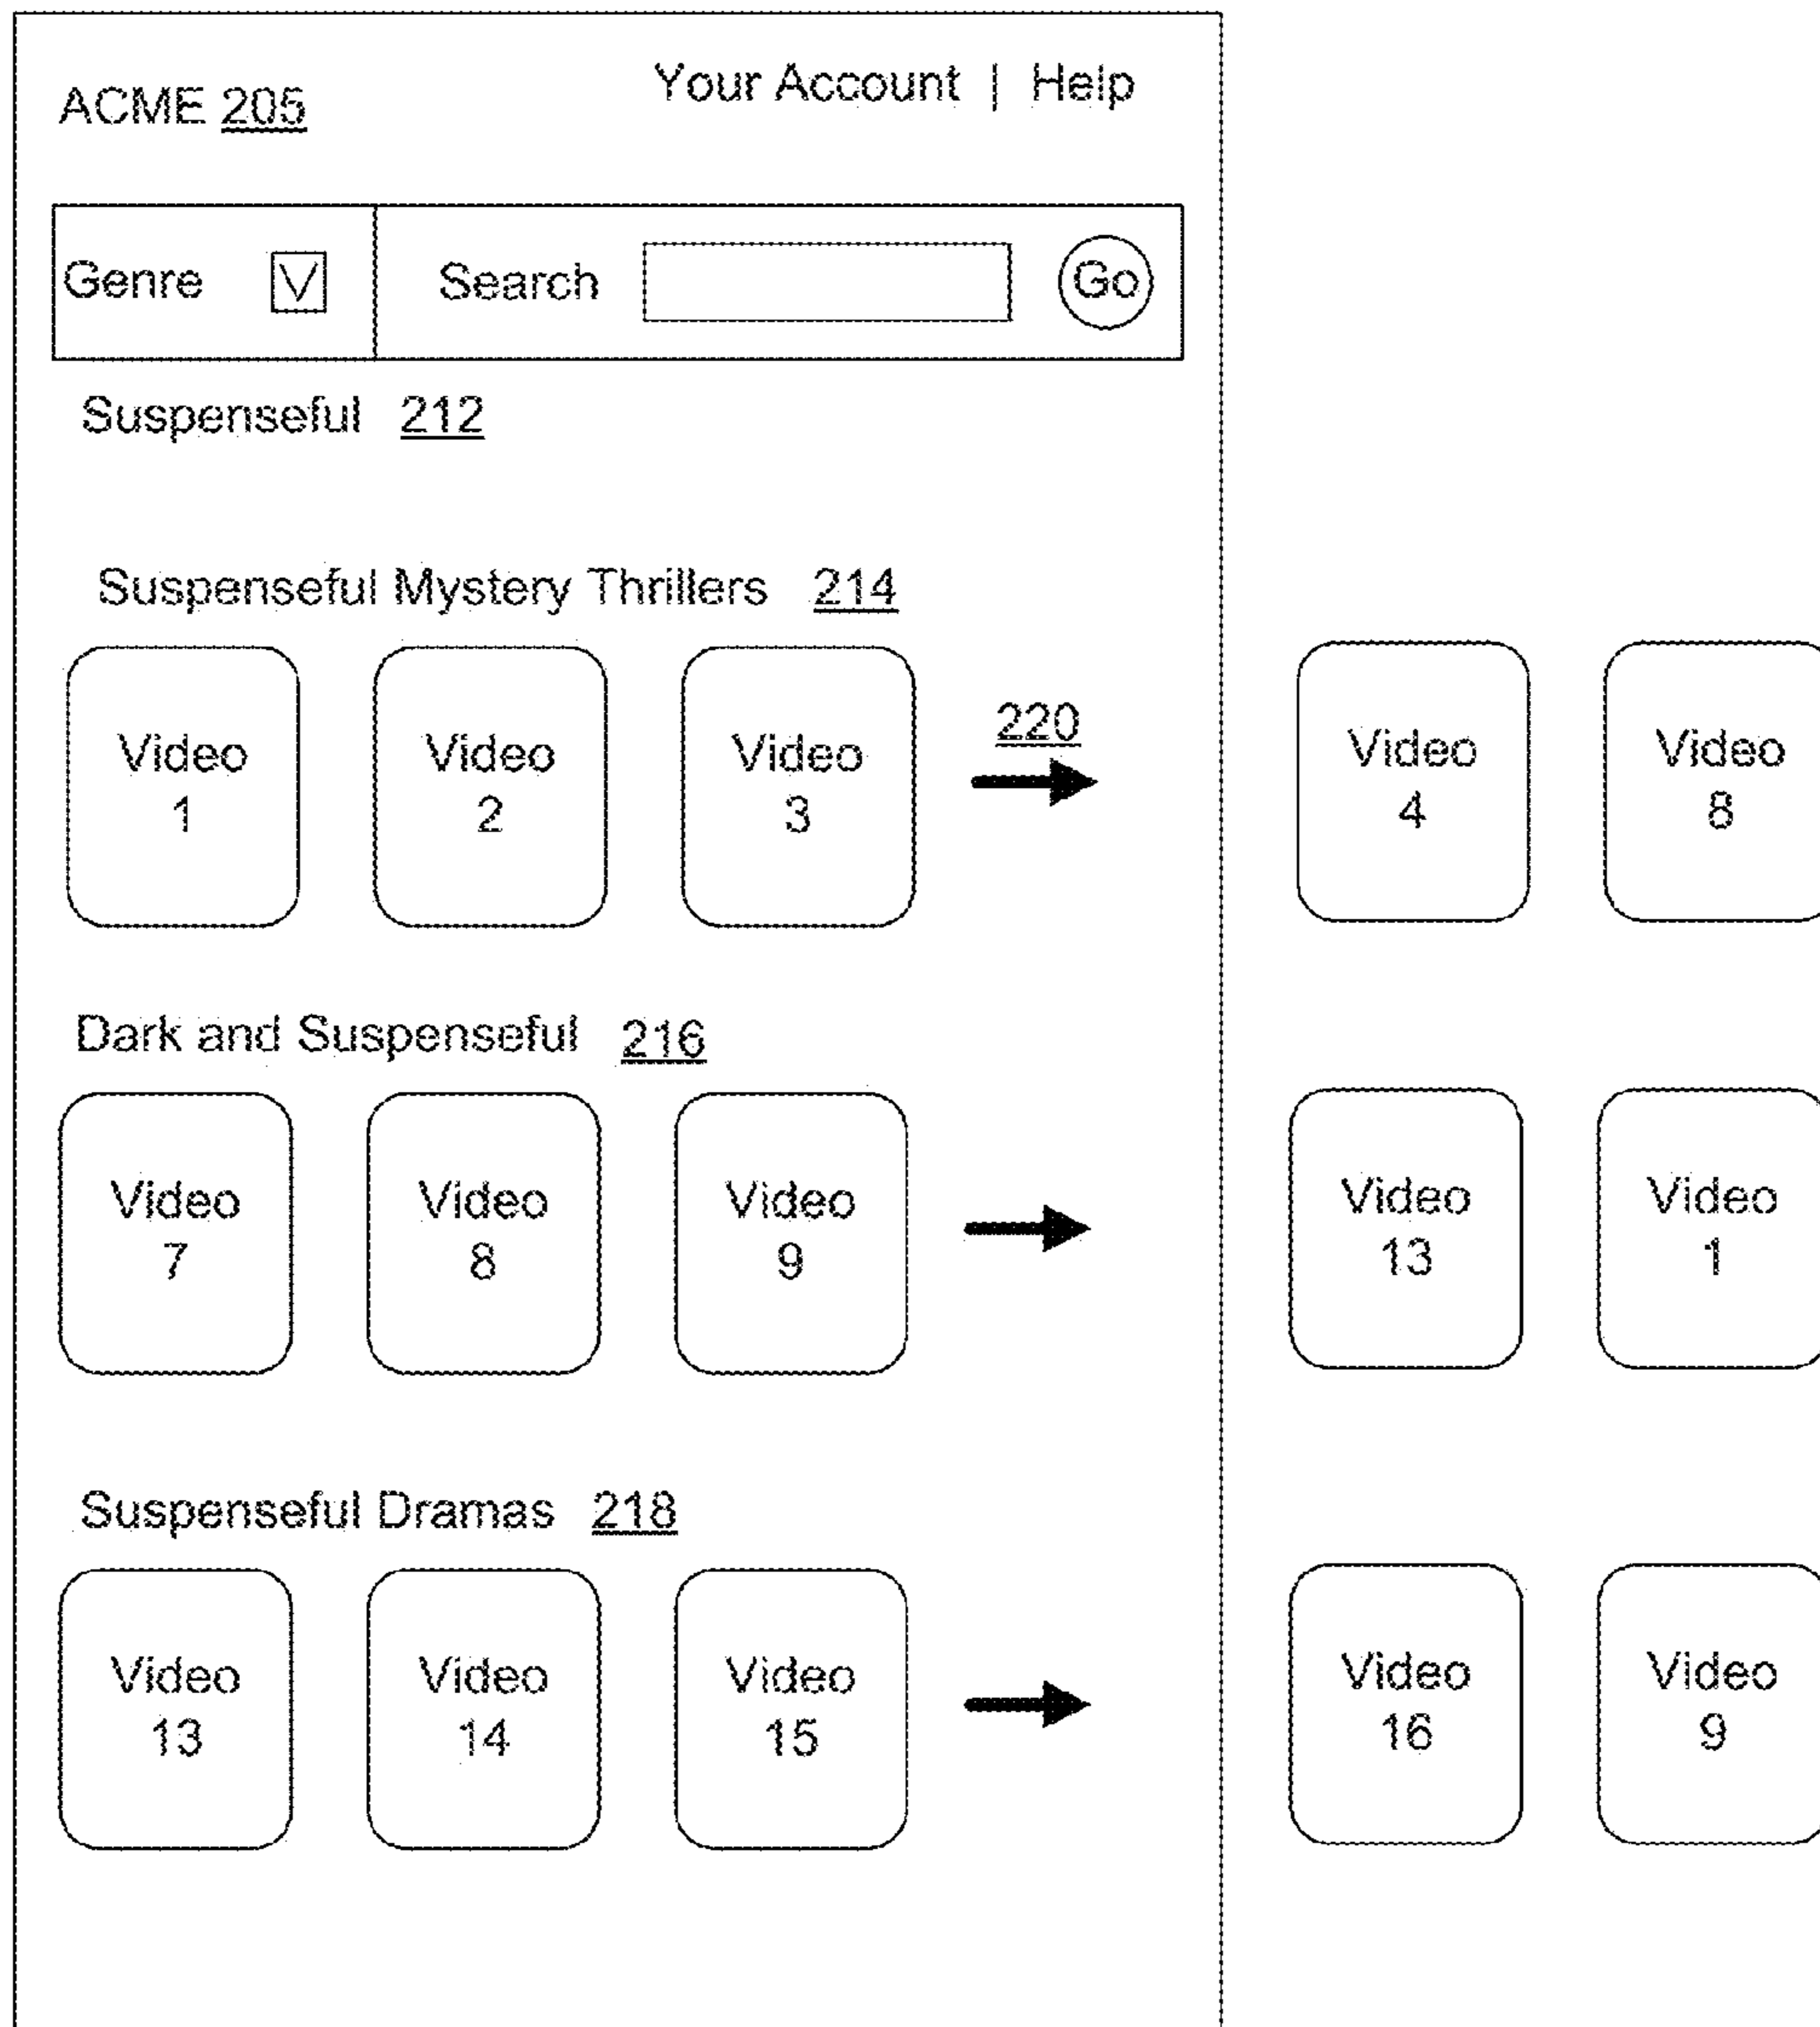 ACME 205
Your Account | Help
Genre V Search Go
Suspenseful 212
Suspenseful Mystery Thrillers 214
Video 1
Video 2
Video 3
220
Video 4
Video 8
Dark and Suspenseful 216
Video 7
Video 8
Video 9
Video 13
Video 1
Suspenseful Dramas 218
Video 13
Video 14
Video 15
Video 16
Video 9